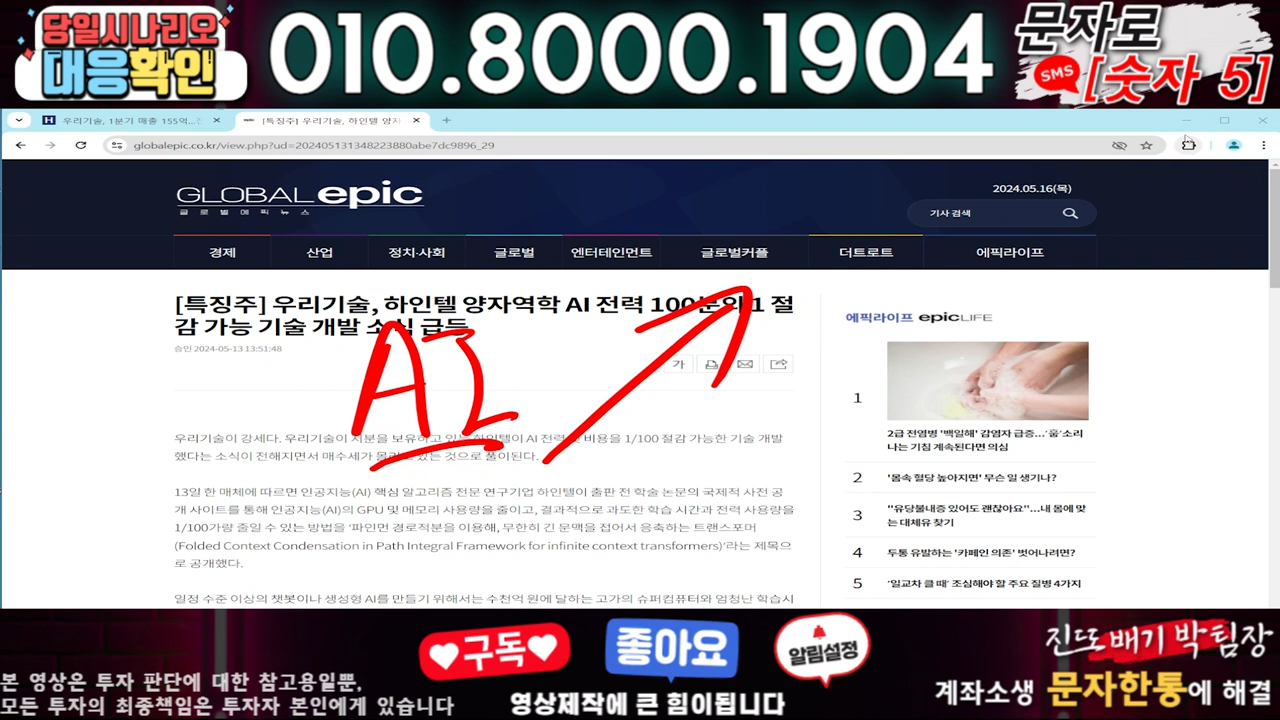 당일시나리오
대응확인
010.8000.1904
문자로
SMS
[숫자 5]
우리기술, 1분기 매출 155억...
[특징주] 우리기술, 하인텔 양자
globalepic.co.kr/view.php?ud=202405131348223880abe7dc9896_29
GLOBAL epic
글로벌에픽뉴스
2024.05.16(목)
기사 검색
경제 산업 정치·사회 글로벌 엔터테인먼트 글로벌커플 더트로트 에픽라이프
[특징주] 우리기술, 하인텔 양자역학 AI 전력 100분의 1 절
감 가능 기술 개발 소식 급등
승인 2024-05-13 13:51:48
가
AI
우리기술이 강세다. 우리기술이 지분을 보유하고 있는 하인텔이 AI 전력 비용을 1/100 절감 가능한 기술 개발
했다는 소식이 전해지면서 매수세가 몰리고 있는 것으로 풀이된다.
13일 한 매체에 따르면 인공지능(AI) 핵심 알고리즘 전문 연구기업 하인텔이 출판 전 학술 논문의 국제적 사전 공
개 사이트를 통해 인공지능(AI)의 GPU 및 메모리 사용량을 줄이고, 결과적으로 과도한 학습 시간과 전력 사용량을
1/100가량 줄일 수 있는 방법을 '파인먼 경로적분을 이용해, 무한히 긴 문맥을 접어서 응축하는 트랜스포머
(Folded Context Condensation in Path Integral Framework for infinite context transformers)'라는 제목으
로 공개했다.
일정 수준 이상의 챗봇이나 생성형 AI를 만들기 위해서는 수천억 원에 달하는 고가의 슈퍼컴퓨터와 엄청난 학습시
에픽라이프 epicLIFE
1
2급 전염병 '백일해' 감염자 급증...'훕'소리
나는 기침 계속된다면 의심
2 '몸속 혈당 높아지면' 무슨 일 생기나?
3 "유당불내증 있어도 괜찮아요"...내 몸에 맞
는 대체유 찾기
4 두통 유발하는 '카페인 의존' 벗어나려면?
5 '일교차 클 때' 조심해야 할 주요 질병 4가지
본 영상은 투자 판단에 대한 참고용일뿐,
모든 투자의 최종책임은 투자자 본인에게 있습니다
구독
좋아요
알림설정
영상제작에 큰 힘이됩니다
진또배기 박팀장
계좌소생 문자한통에 해결